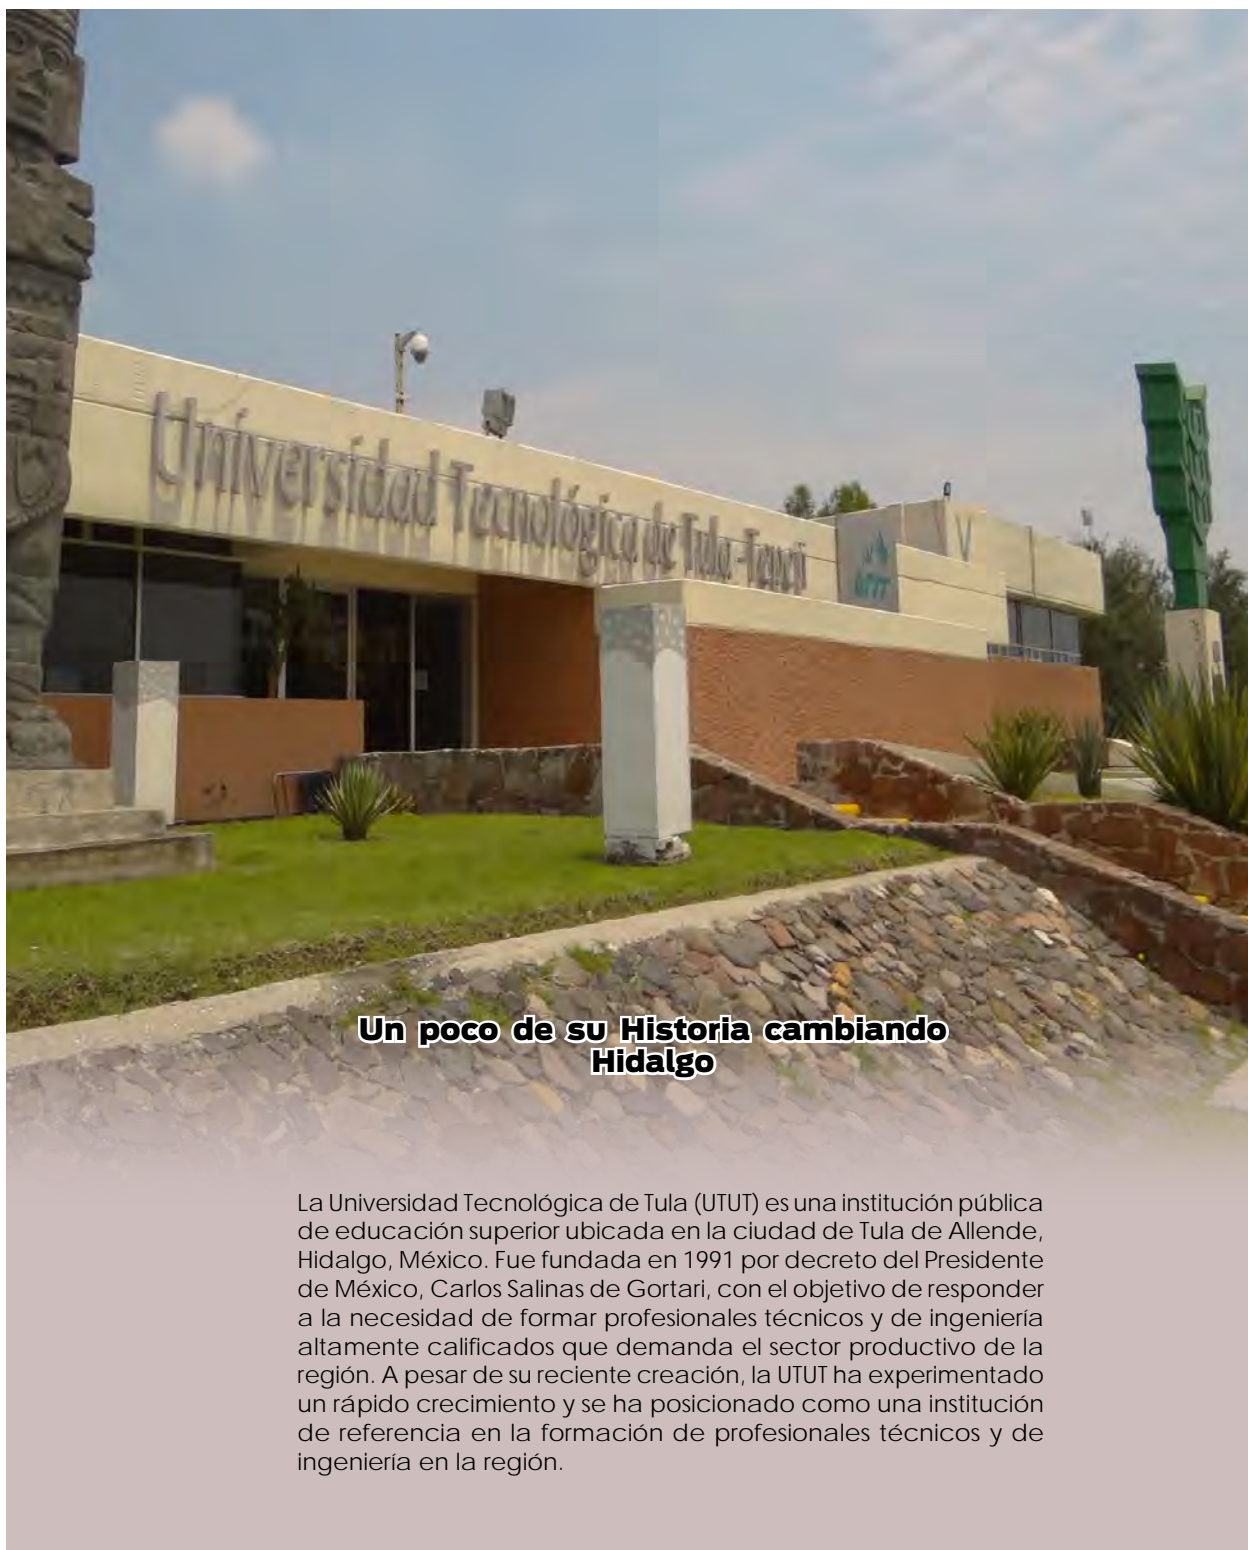 Universidad Tecnológica de Tula-Tepeji
UTTT
Un poco de su Historia cambiando
Hidalgo
La Universidad Tecnológica de Tula (UTUT) es una institución pública
de educación superior ubicada en la ciudad de Tula de Allende,
Hidalgo, México. Fue fundada en 1991 por decreto del Presidente
de México, Carlos Salinas de Gortari, con el objetivo de responder
a la necesidad de formar profesionales técnicos y de ingeniería
altamente calificados que demanda el sector productivo de la
región. A pesar de su reciente creación, la UTUT ha experimentado
un rápido crecimiento y se ha posicionado como una institución
de referencia en la formación de profesionales técnicos y de
ingeniería en la región.